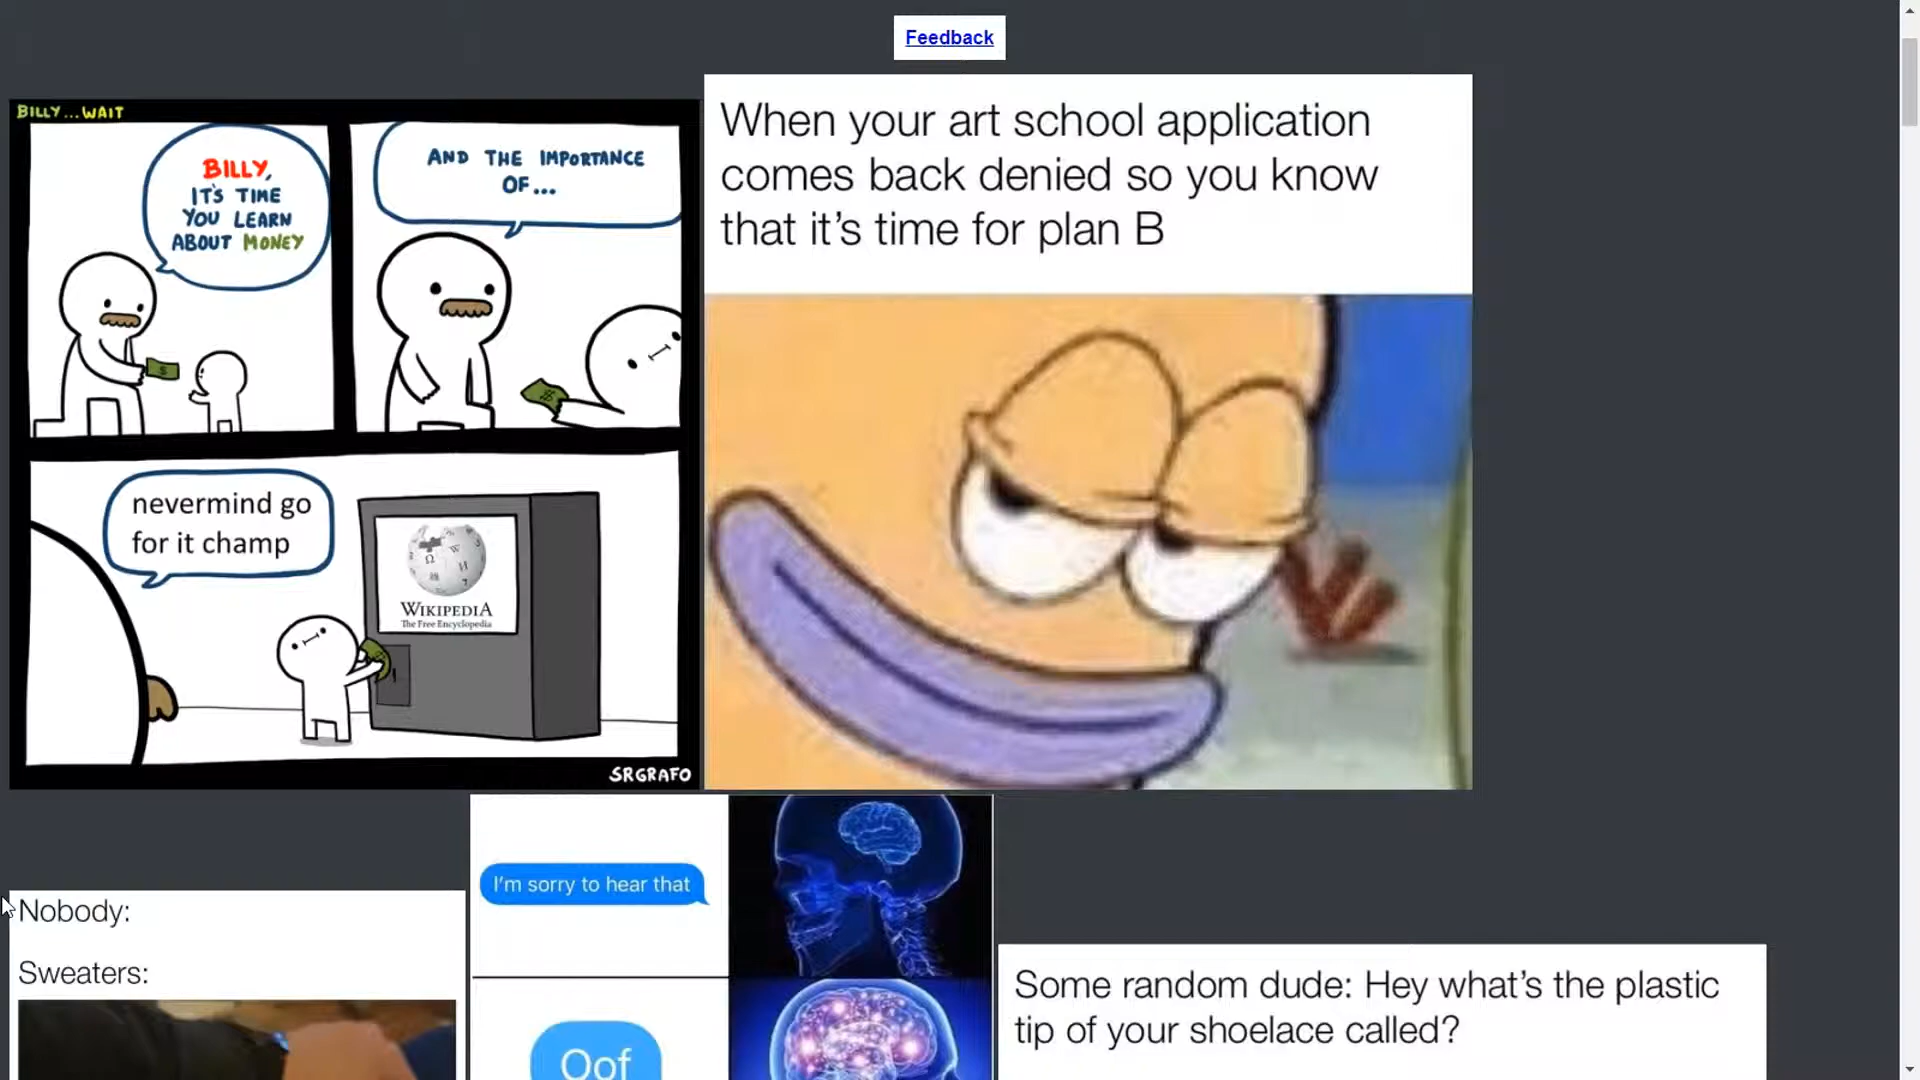 Feedback
BILLY...WAIT
BILLY,
IT'S TIME
YOU LEARN
ABOUT MONEY
AND THE IMPORTANCE
OF...
nevermind go
for it champ
WIKIPEDIA
The Free Encyclopedia
SRGRAFO
When your art school application
comes back denied so you know
that it's time for plan B
Nobody:
Sweaters:
I'm sorry to hear that
Oof
Some random dude: Hey what's the plastic
tip of your shoelace called?